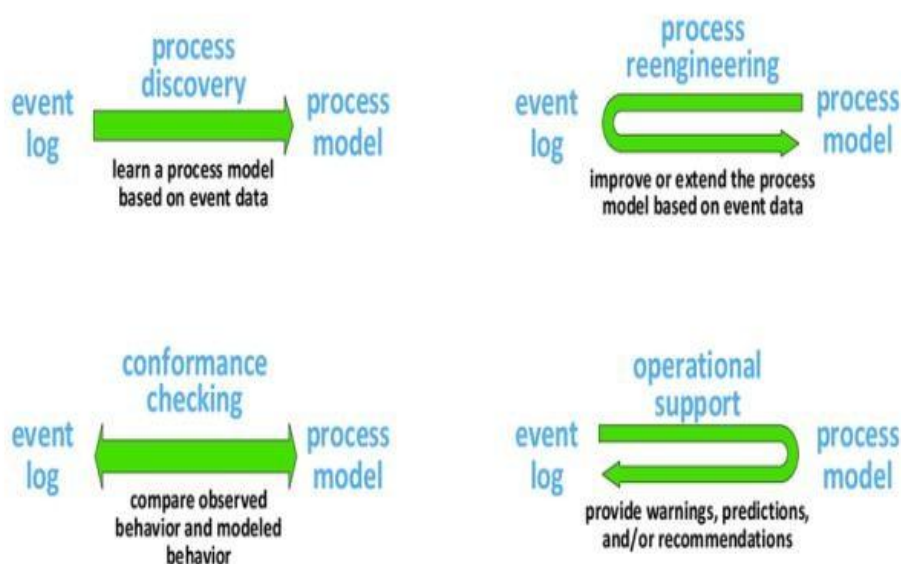 process
discovery
event
log
process
model
learn a process model
based on event data
process
reengineering
event
log
process
model
improve or extend the process
model based on event data
conformance
checking
event
log
process
model
compare observed
behavior and modeled
behavior
operational
support
event
log
process
model
provide warnings, predictions,
and/or recommendations